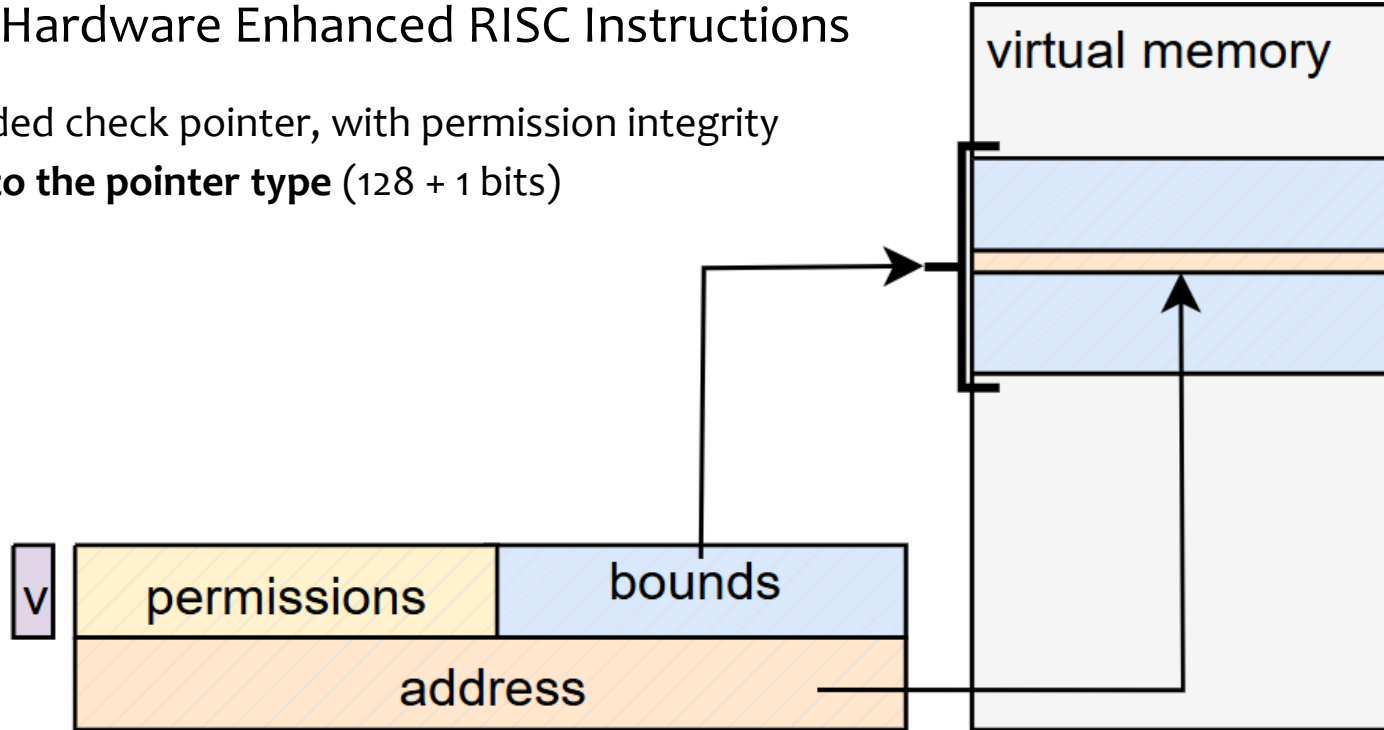 Hardware Enhanced RISC Instructions
virtual memory
ded check pointer, with permission integrity
to the pointer type (128 + 1 bits)
v
permissions
bounds
address